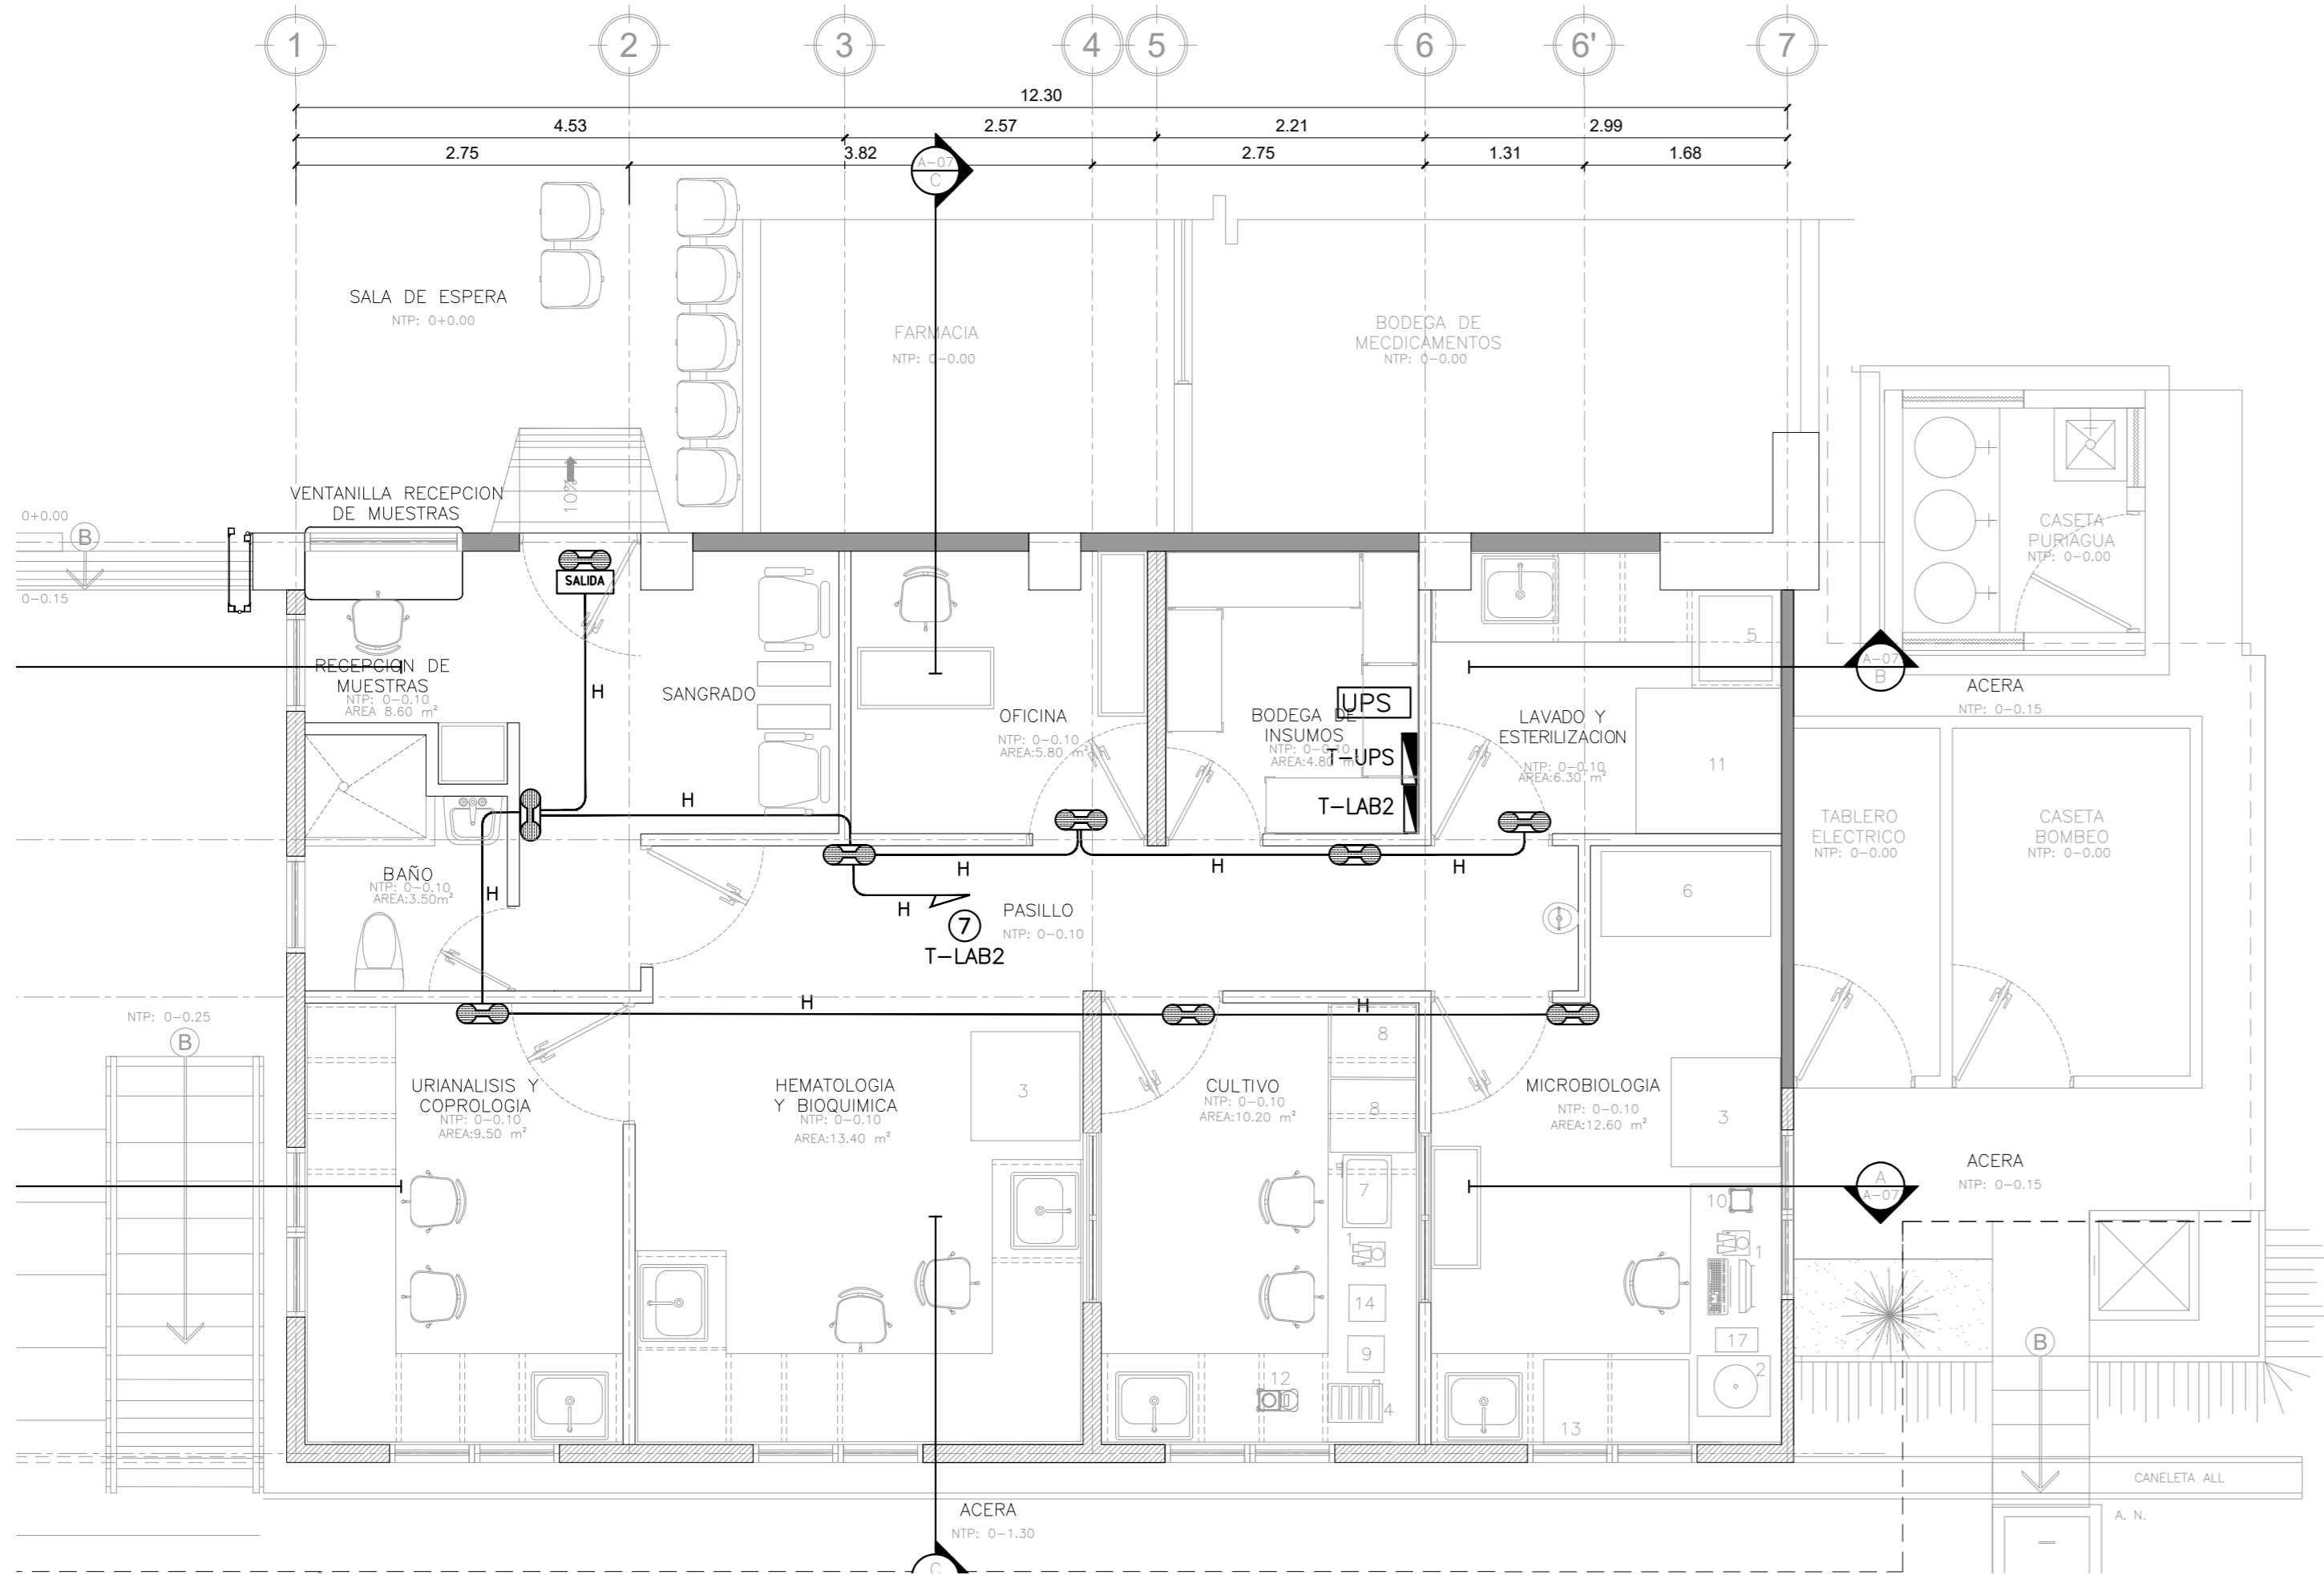 1 2 3 4 5 6 6' 7
12.30
4.53 2.57 2.21 2.99
2.75 3.82 2.75 1.31 1.68
A-07
C
SALA DE ESPERA
NTP: 0+0.00
FARMACIA
NTP: 0-0.00
BODEGA DE
MECDICAMENTOS
NTP: 0-0.00
10%
VENTANILLA RECEPCION
DE MUESTRAS
0+0.00
B
0-0.15
SALIDA
CASETA
PURIAGUA
NTP: 0-0.00
RECEPCION DE
MUESTRAS
NTP: 0-0.10
AREA 8.60 m²
H
SANGRADO
OFICINA
NTP: 0-0.10
AREA:5.80 m²
UPS
BODEGA DE
INSUMOS
NTP: 0-0.10
AREA:4.80 m²
T-UPS
T-LAB2
LAVADO Y
ESTERILIZACION
NTP: 0-0.10
AREA:6.30 m²
5
11
A-07
B
ACERA
NTP: 0-0.15
TABLERO
ELECTRICO
NTP: 0-0.00
CASETA
BOMBEO
NTP: 0-0.00
H
BAÑO
NTP: 0-0.10
AREA:3.50m²
H
H
H
H
H
7
T-LAB2
PASILLO
NTP: 0-0.10
6
NTP: 0-0.25
B
H
H
URIANALISIS Y
COPROLOGIA
NTP: 0-0.10
AREA:9.50 m²
HEMATOLOGIA
Y BIOQUIMICA
NTP: 0-0.10
AREA:13.40 m²
3
CULTIVO
NTP: 0-0.10
AREA:10.20 m²
8
8
MICROBIOLOGIA
NTP: 0-0.10
AREA:12.60 m²
3
ACERA
NTP: 0-0.15
A
A-07
7
10
1
1
14
9
12
4
17
2
13
B
CANELETA ALL
A. N.
ACERA
NTP: 0-1.30
C